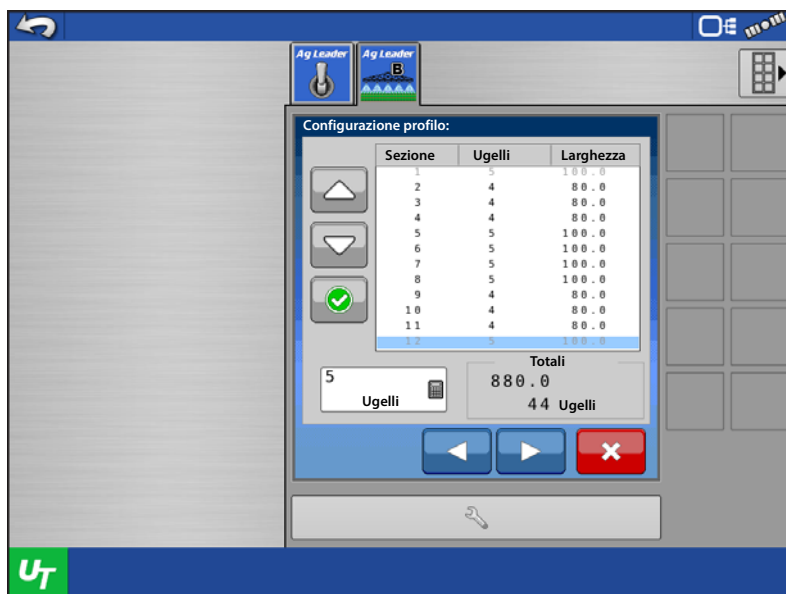 Ag Leader
Ag Leader
B
Configurazione profilo:
Sezione Ugelli Larghezza
1 5 100.0
2 4 80.0
3 4 80.0
4 4 80.0
5 5 100.0
6 5 100.0
7 5 100.0
8 5 100.0
9 4 80.0
10 4 80.0
11 4 80.0
12 5 100.0
5
Ugelli
Totali
880.0
44 Ugelli
UT